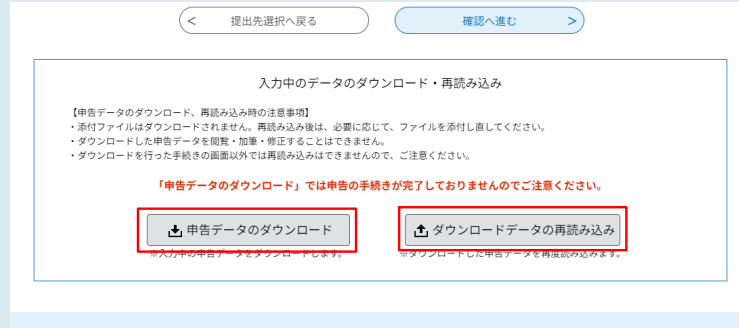 < 提出先選択へ戻る
確認へ進む >
入力中のデータのダウンロード・再読み込み
【申告データのダウンロード、再読み込み時の注意事項】
・添付ファイルはダウンロードされません。再読み込み後は、必要に応じて、ファイルを添付し直してください。
・ダウンロードした申告データを閲覧・加筆・修正することはできません。
・ダウンロードを行った手続きの画面以外では再読み込みはできませんので、ご注意ください。
「申告データのダウンロード」では申告の手続きが完了しておりませんのでご注意ください。
申告データのダウンロード
ダウンロードデータの再読み込み
※入力中の申告データをダウンロードします。
※ダウンロードした申告データを再度読み込みます。